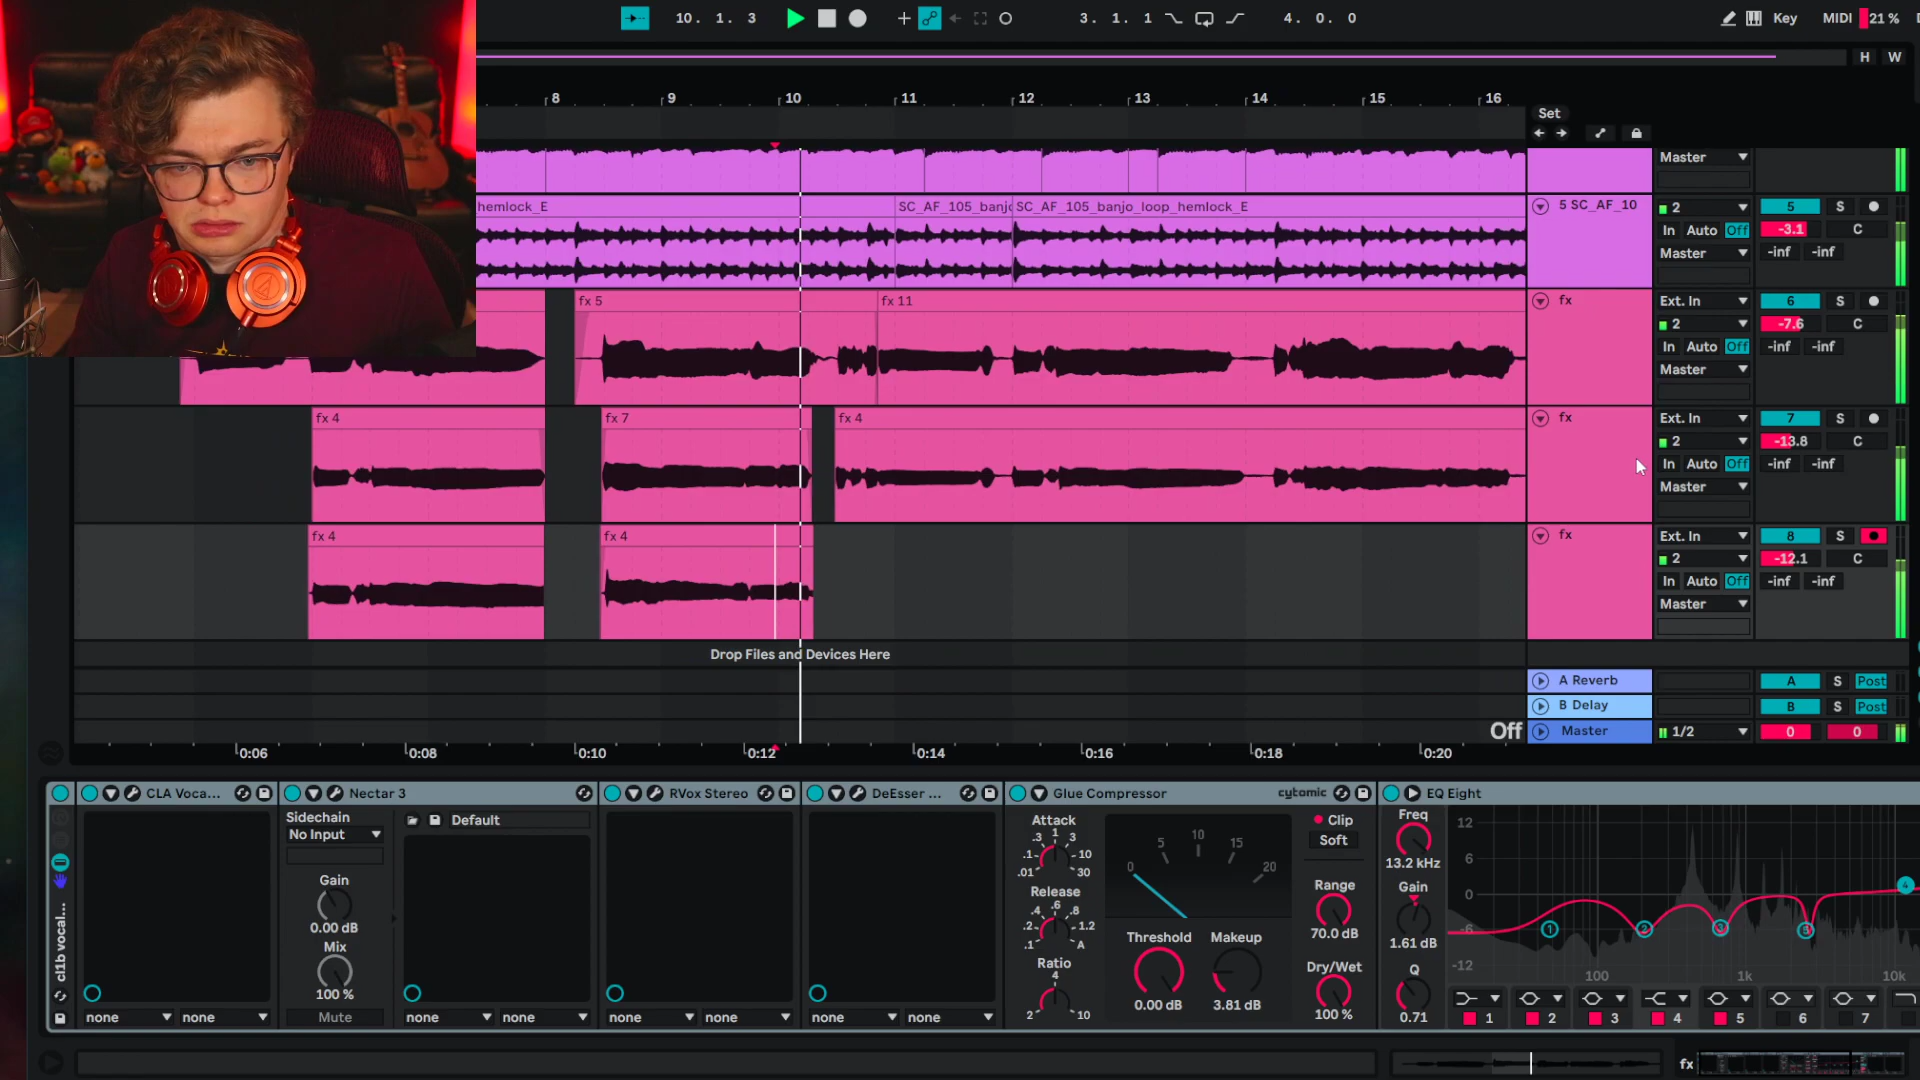 10. 1. 3
3. 1. 1
4. 0. 0
Key
MIDI
21 %
H
W
8
9
10
11
12
13
14
15
16
Set
Master
hemlock_E
SC_AF_105_banjo
SC_AF_105_banjo_loop_hemlock_E
5 SC_AF_10
2
5
S
In
Auto
Off
-3.1
C
Master
-inf
-inf
fx 5
fx 11
fx
Ext. In
6
S
2
-7.6
C
In
Auto
Off
-inf
-inf
Master
fx 4
fx 7
fx 4
fx
Ext. In
7
S
2
-13.8
C
In
Auto
Off
-inf
-inf
Master
fx 4
fx 4
fx
Ext. In
8
S
2
-12.1
C
In
Auto
Off
-inf
-inf
Master
Drop Files and Devices Here
A Reverb
A
S
Post
B Delay
B
S
Post
Off
Master
1/2
0
0
0:06
0:08
0:10
0:12
0:14
0:16
0:18
0:20
CLA Voca...
Nectar 3
RVox Stereo
DeEsser ...
Glue Compressor
cytomic
EQ Eight
cl1b vocal...
none
none
Sidechain
No Input
Gain
0.00 dB
Mix
100 %
Mute
Default
none
none
none
none
none
none
Attack
.01
.1
.3
1
3
10
30
Release
.1
.2
.4
.6
.8
1.2
A
Ratio
2
4
10
0
5
10
15
20
Threshold
0.00 dB
Makeup
3.81 dB
Clip
Soft
Range
70.0 dB
Dry/Wet
100 %
Freq
13.2 kHz
Gain
1.61 dB
Q
0.71
12
6
0
-6
-12
1
2
3
4
5
100
1k
10k
1
2
3
4
5
6
7
fx